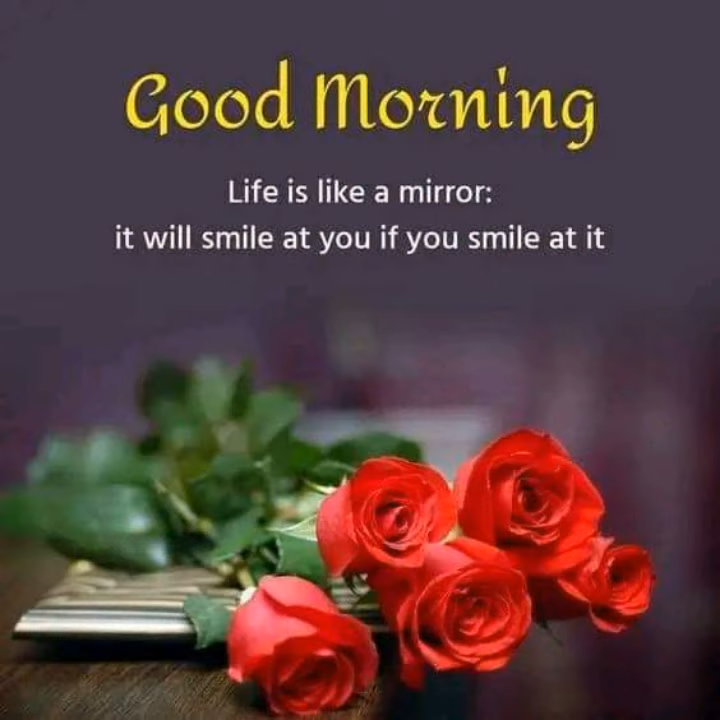 Good Morning
Life is like a mirror:
it will smile at you if you smile at it